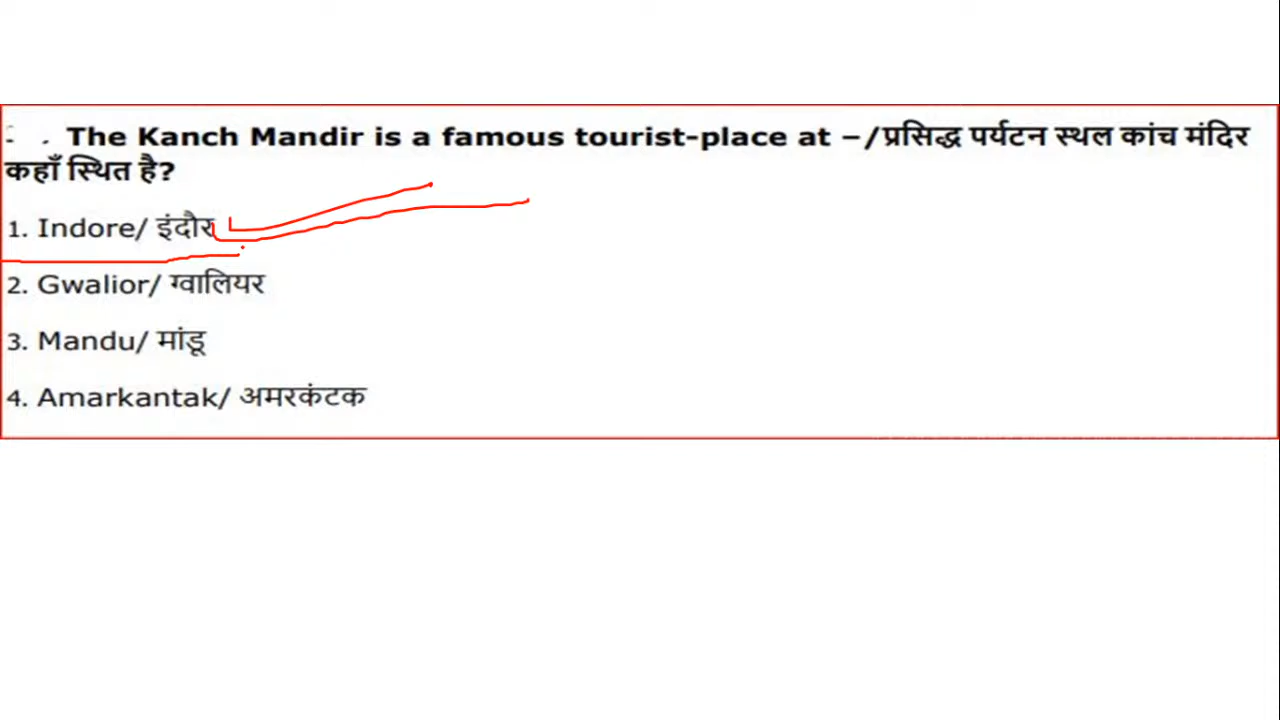 The Kanch Mandir is a famous tourist-place at –/प्रसिद्ध पर्यटन स्थल कांच मंदिर
कहाँ स्थित है?
1. Indore/ इंदौर
2. Gwalior/ ग्वालियर
3. Mandu/ मांडू
4. Amarkantak/ अमरकंटक